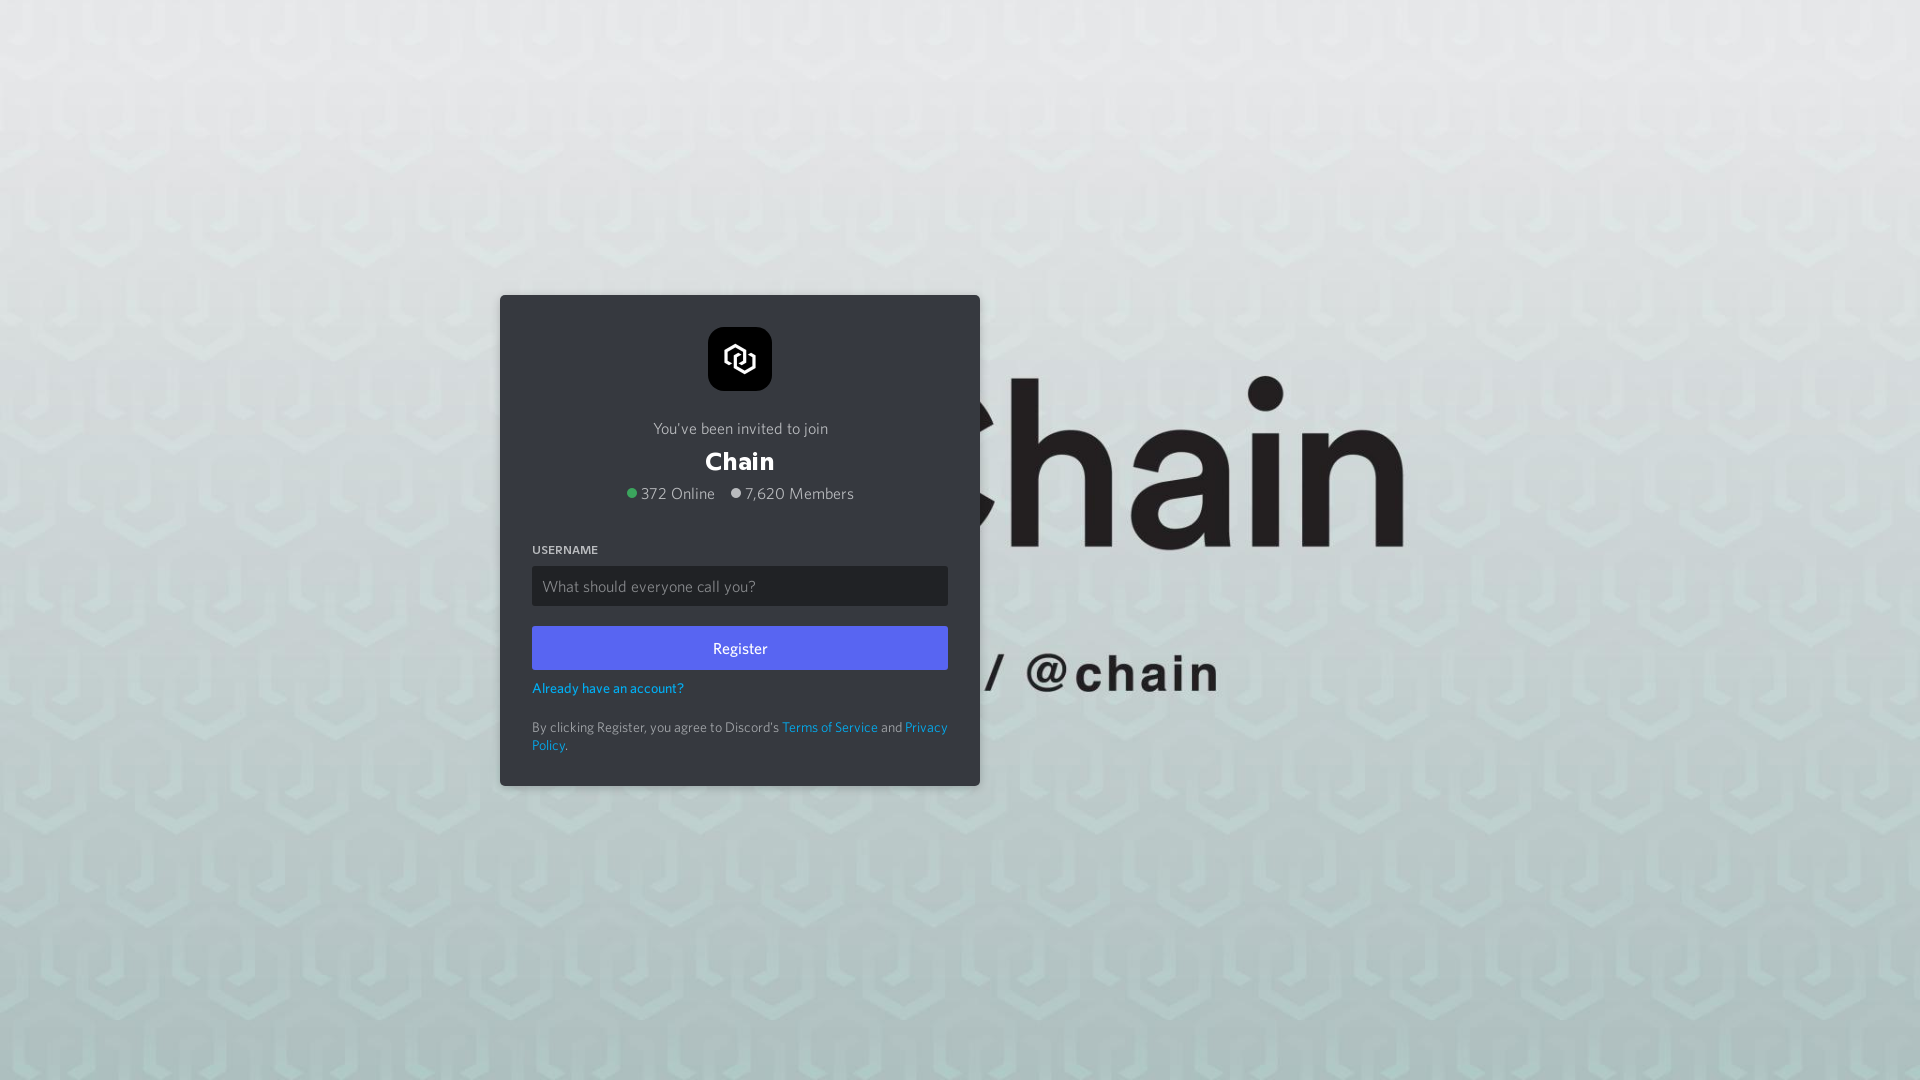 You've been invited to join
Chain
372 Online 7,620 Members
USERNAME
What should everyone call you?
Register
Already have an account?
By clicking Register, you agree to Discord's Terms of Service and Privacy
Policy.
Chain
/ @chain